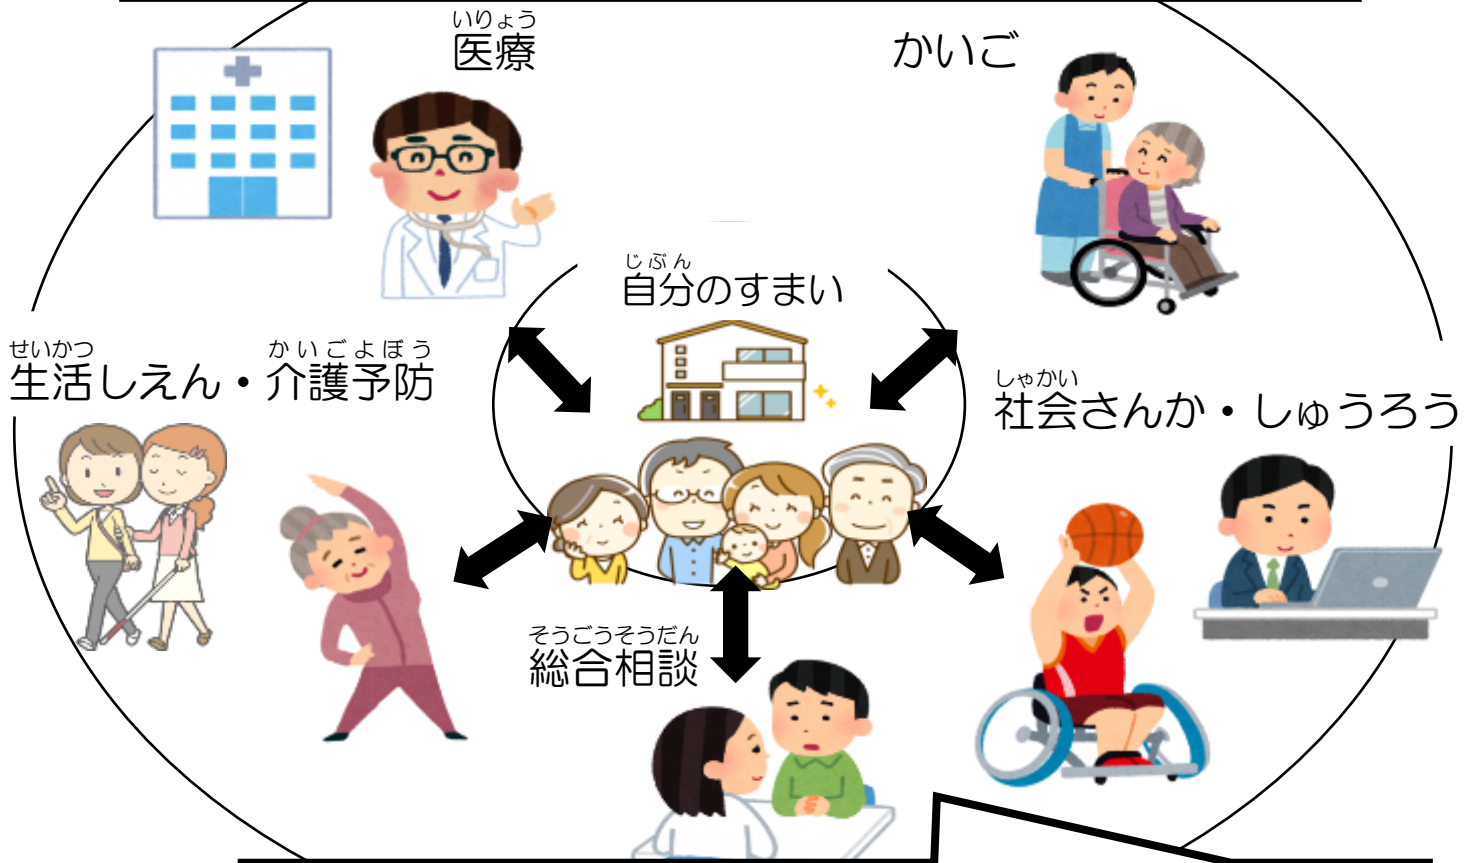 いりょう
医療
かいご
じぶん
自分のすまい
せいかつ かいごよぼう
生活しえん・介護予防
しゃかい
社会さんか・しゅうろう
そうごうそうだん
総合相談